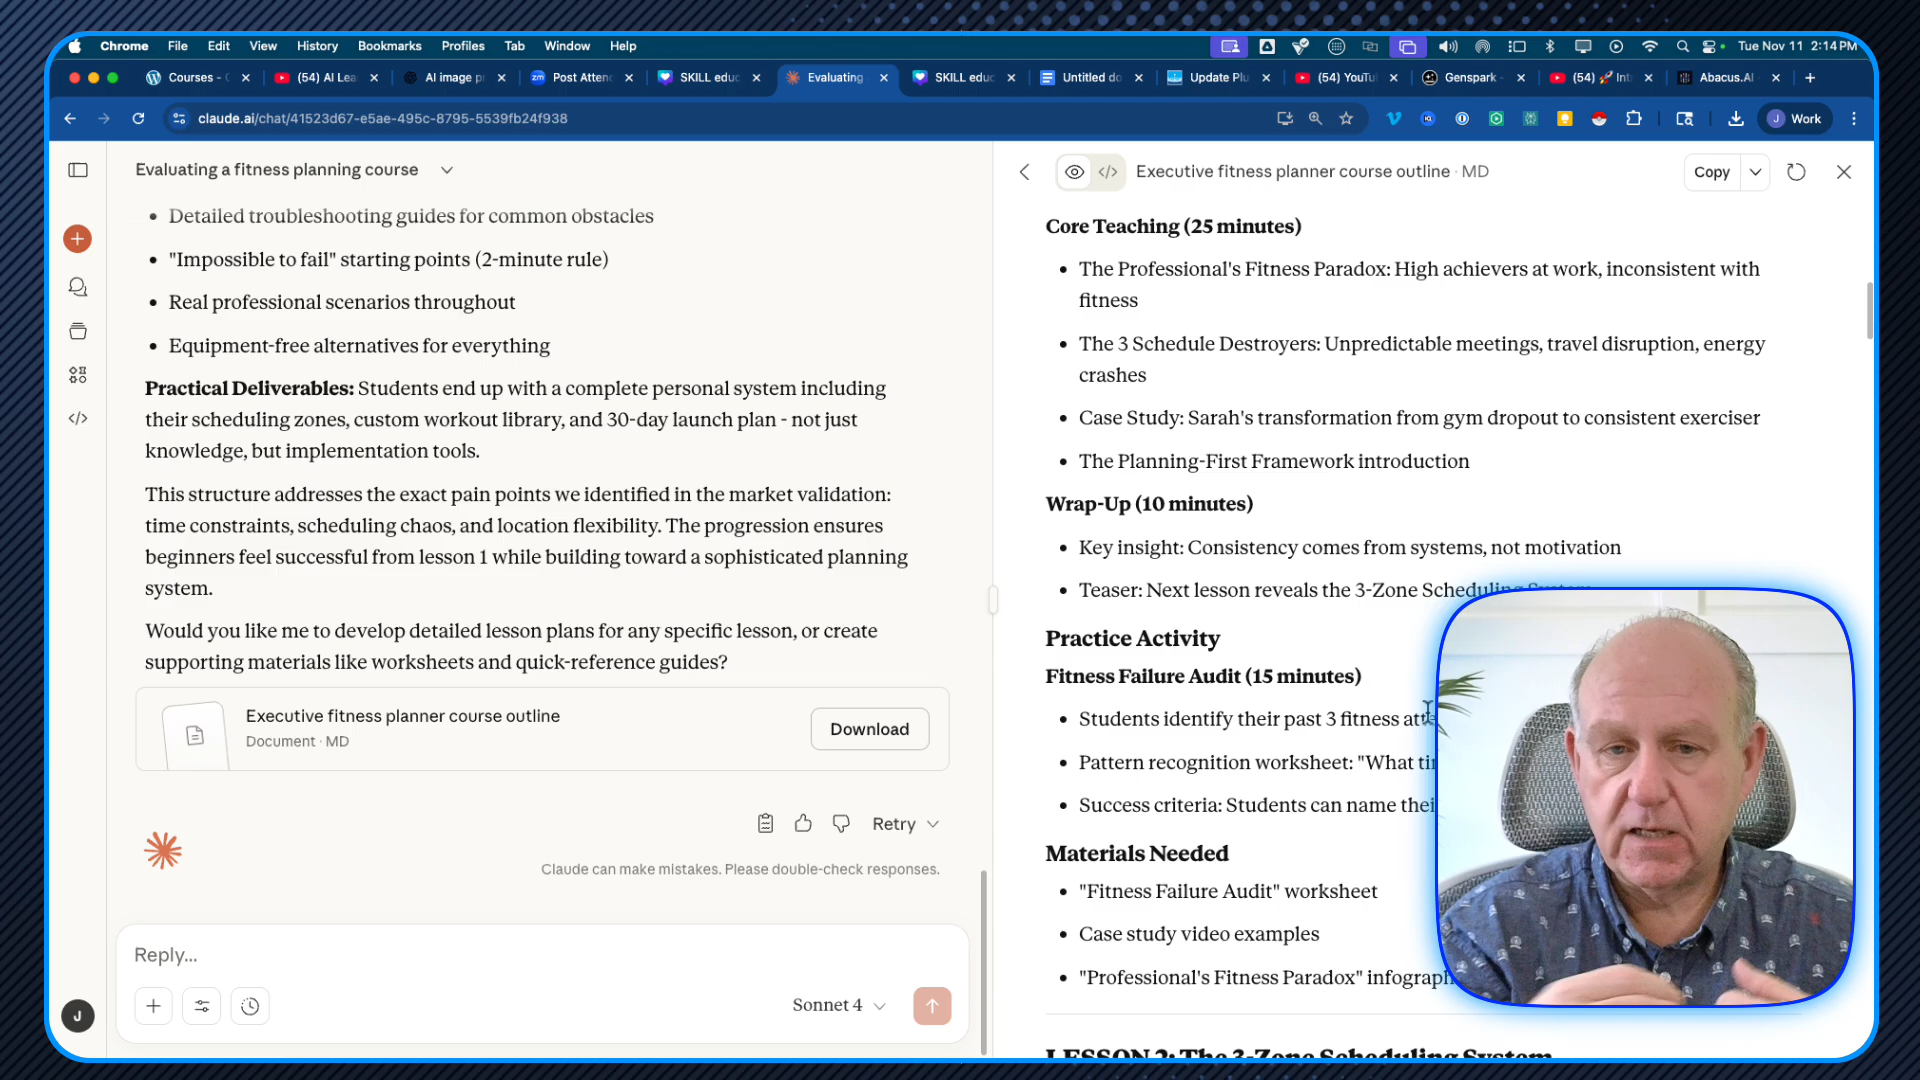 Chrome File Edit View History Bookmarks Profiles Tab Window Help
Tue Nov 11 2:14 PM
Courses -
(54) AI Lea
AI image p
zm Post Atten
SKILL edu
Evaluating
SKILL edu
Untitled do
Update Plu
(54) YouTu
Genspark -
(54) 🚀 Int
Abacus.AI
claude.ai/chat/41523d67-e5ae-495c-8795-5539fb24f938
J Work
Evaluating a fitness planning course
• Detailed troubleshooting guides for common obstacles
• "Impossible to fail" starting points (2-minute rule)
• Real professional scenarios throughout
• Equipment-free alternatives for everything
Practical Deliverables: Students end up with a complete personal system including
their scheduling zones, custom workout library, and 30-day launch plan - not just
knowledge, but implementation tools.
This structure addresses the exact pain points we identified in the market validation:
time constraints, scheduling chaos, and location flexibility. The progression ensures
beginners feel successful from lesson 1 while building toward a sophisticated planning
system.
Would you like me to develop detailed lesson plans for any specific lesson, or create
supporting materials like worksheets and quick-reference guides?
Executive fitness planner course outline
Document · MD
Download
Retry
Claude can make mistakes. Please double-check responses.
Reply...
Sonnet 4
J
Executive fitness planner course outline · MD
Copy
Core Teaching (25 minutes)
• The Professional's Fitness Paradox: High achievers at work, inconsistent with
fitness
• The 3 Schedule Destroyers: Unpredictable meetings, travel disruption, energy
crashes
• Case Study: Sarah's transformation from gym dropout to consistent exerciser
• The Planning-First Framework introduction
Wrap-Up (10 minutes)
• Key insight: Consistency comes from systems, not motivation
• Teaser: Next lesson reveals the 3-Zone Scheduling System
Practice Activity
Fitness Failure Audit (15 minutes)
• Students identify their past 3 fitness
• Pattern recognition worksheet: "What
• Success criteria: Students can name
Materials Needed
• "Fitness Failure Audit" worksheet
• Case study video examples
• "Professional's Fitness Paradox"
LESSON 2: The 3-Zone Scheduling System